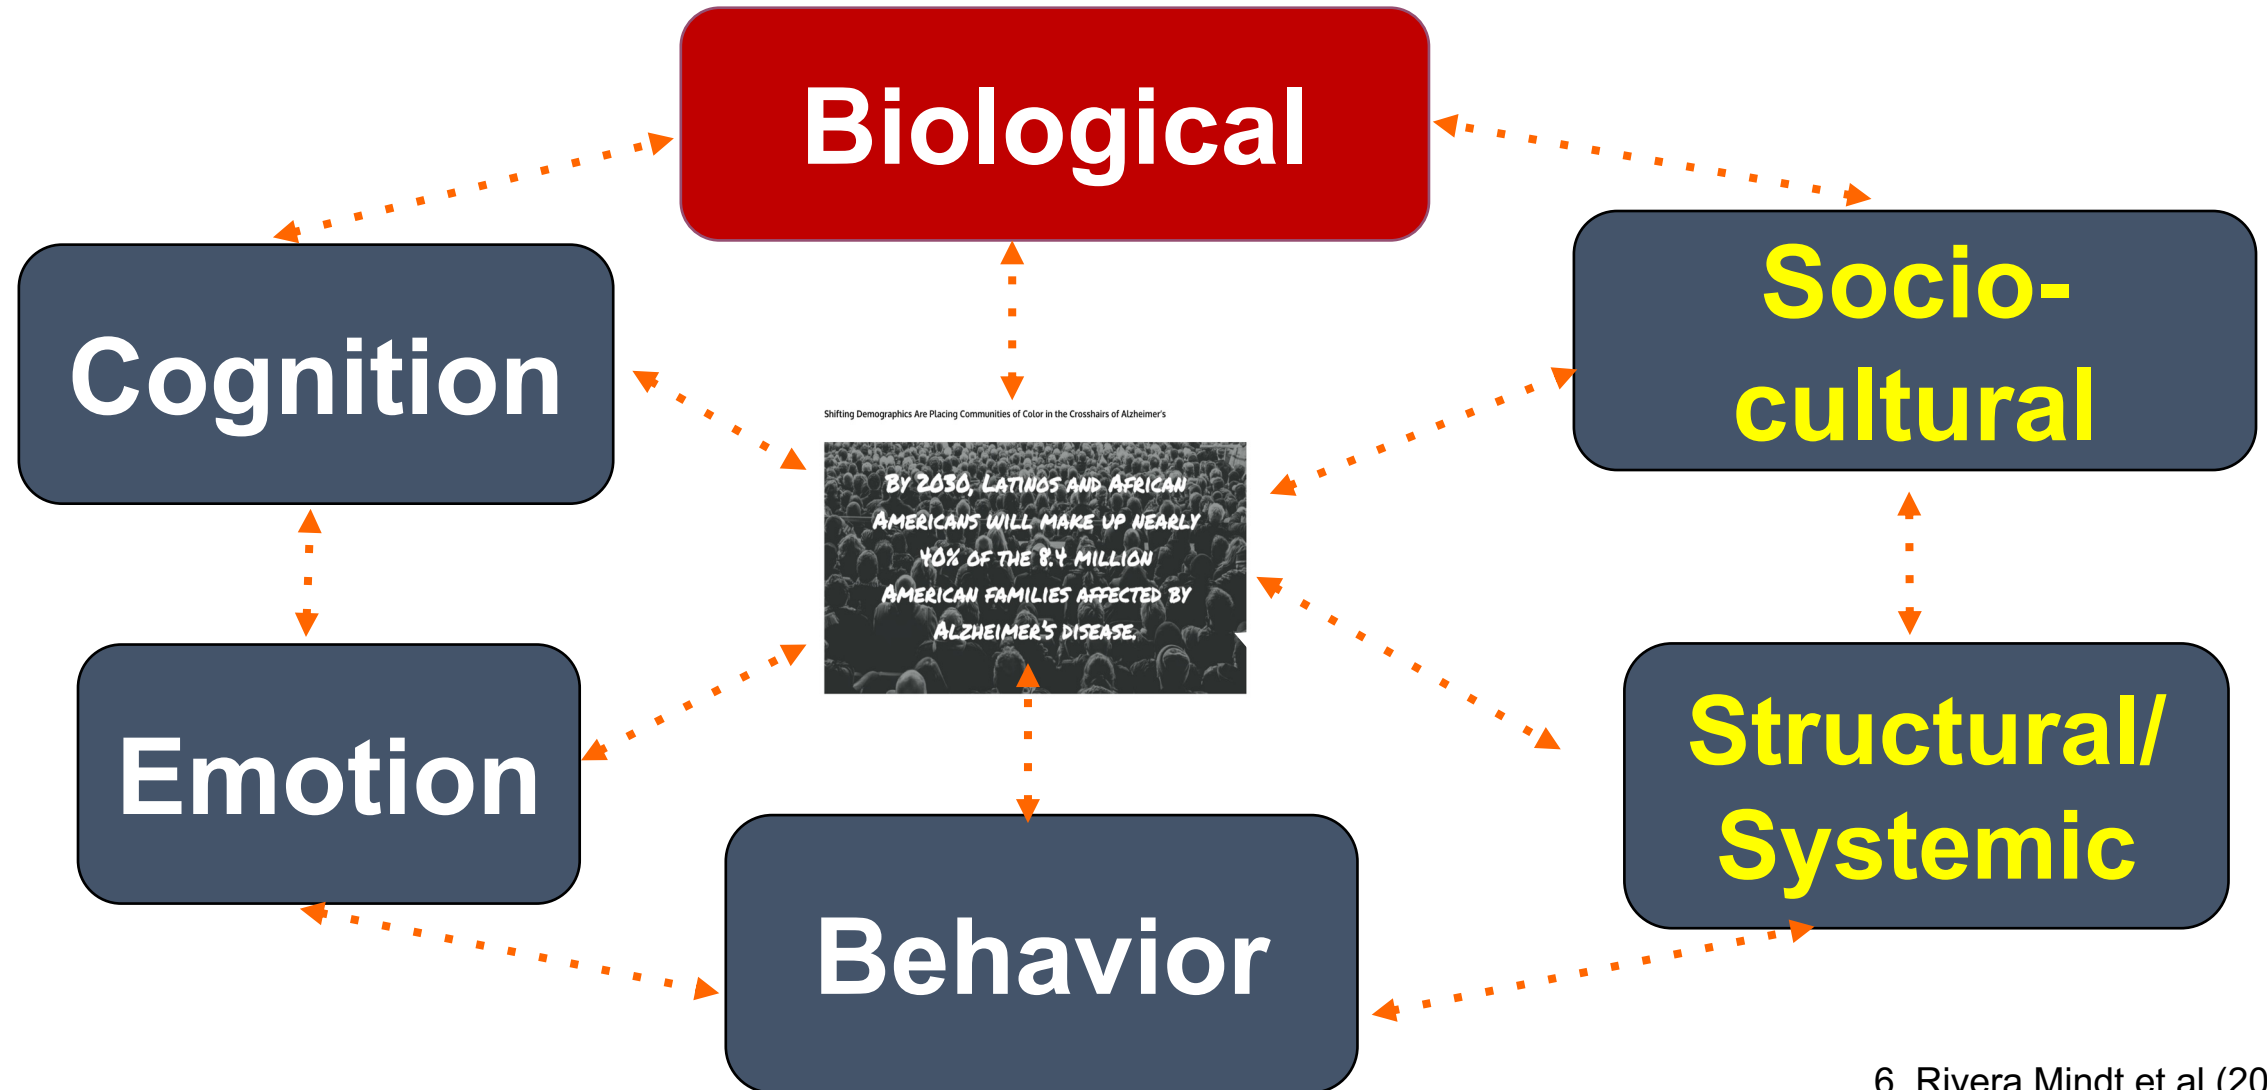 Biological
Socio-
cultural
Cognition
Shifting Demographics Are Placing Communities of Color in the Crosshairs of Alzheimer's
By 2030, Latinos and African
Americans will make up nearly
40% of the 8.4 million
American families affected by
Alzheimer's disease.
Structural/
Systemic
Emotion
Behavior
6. Rivera Mindt et al (20